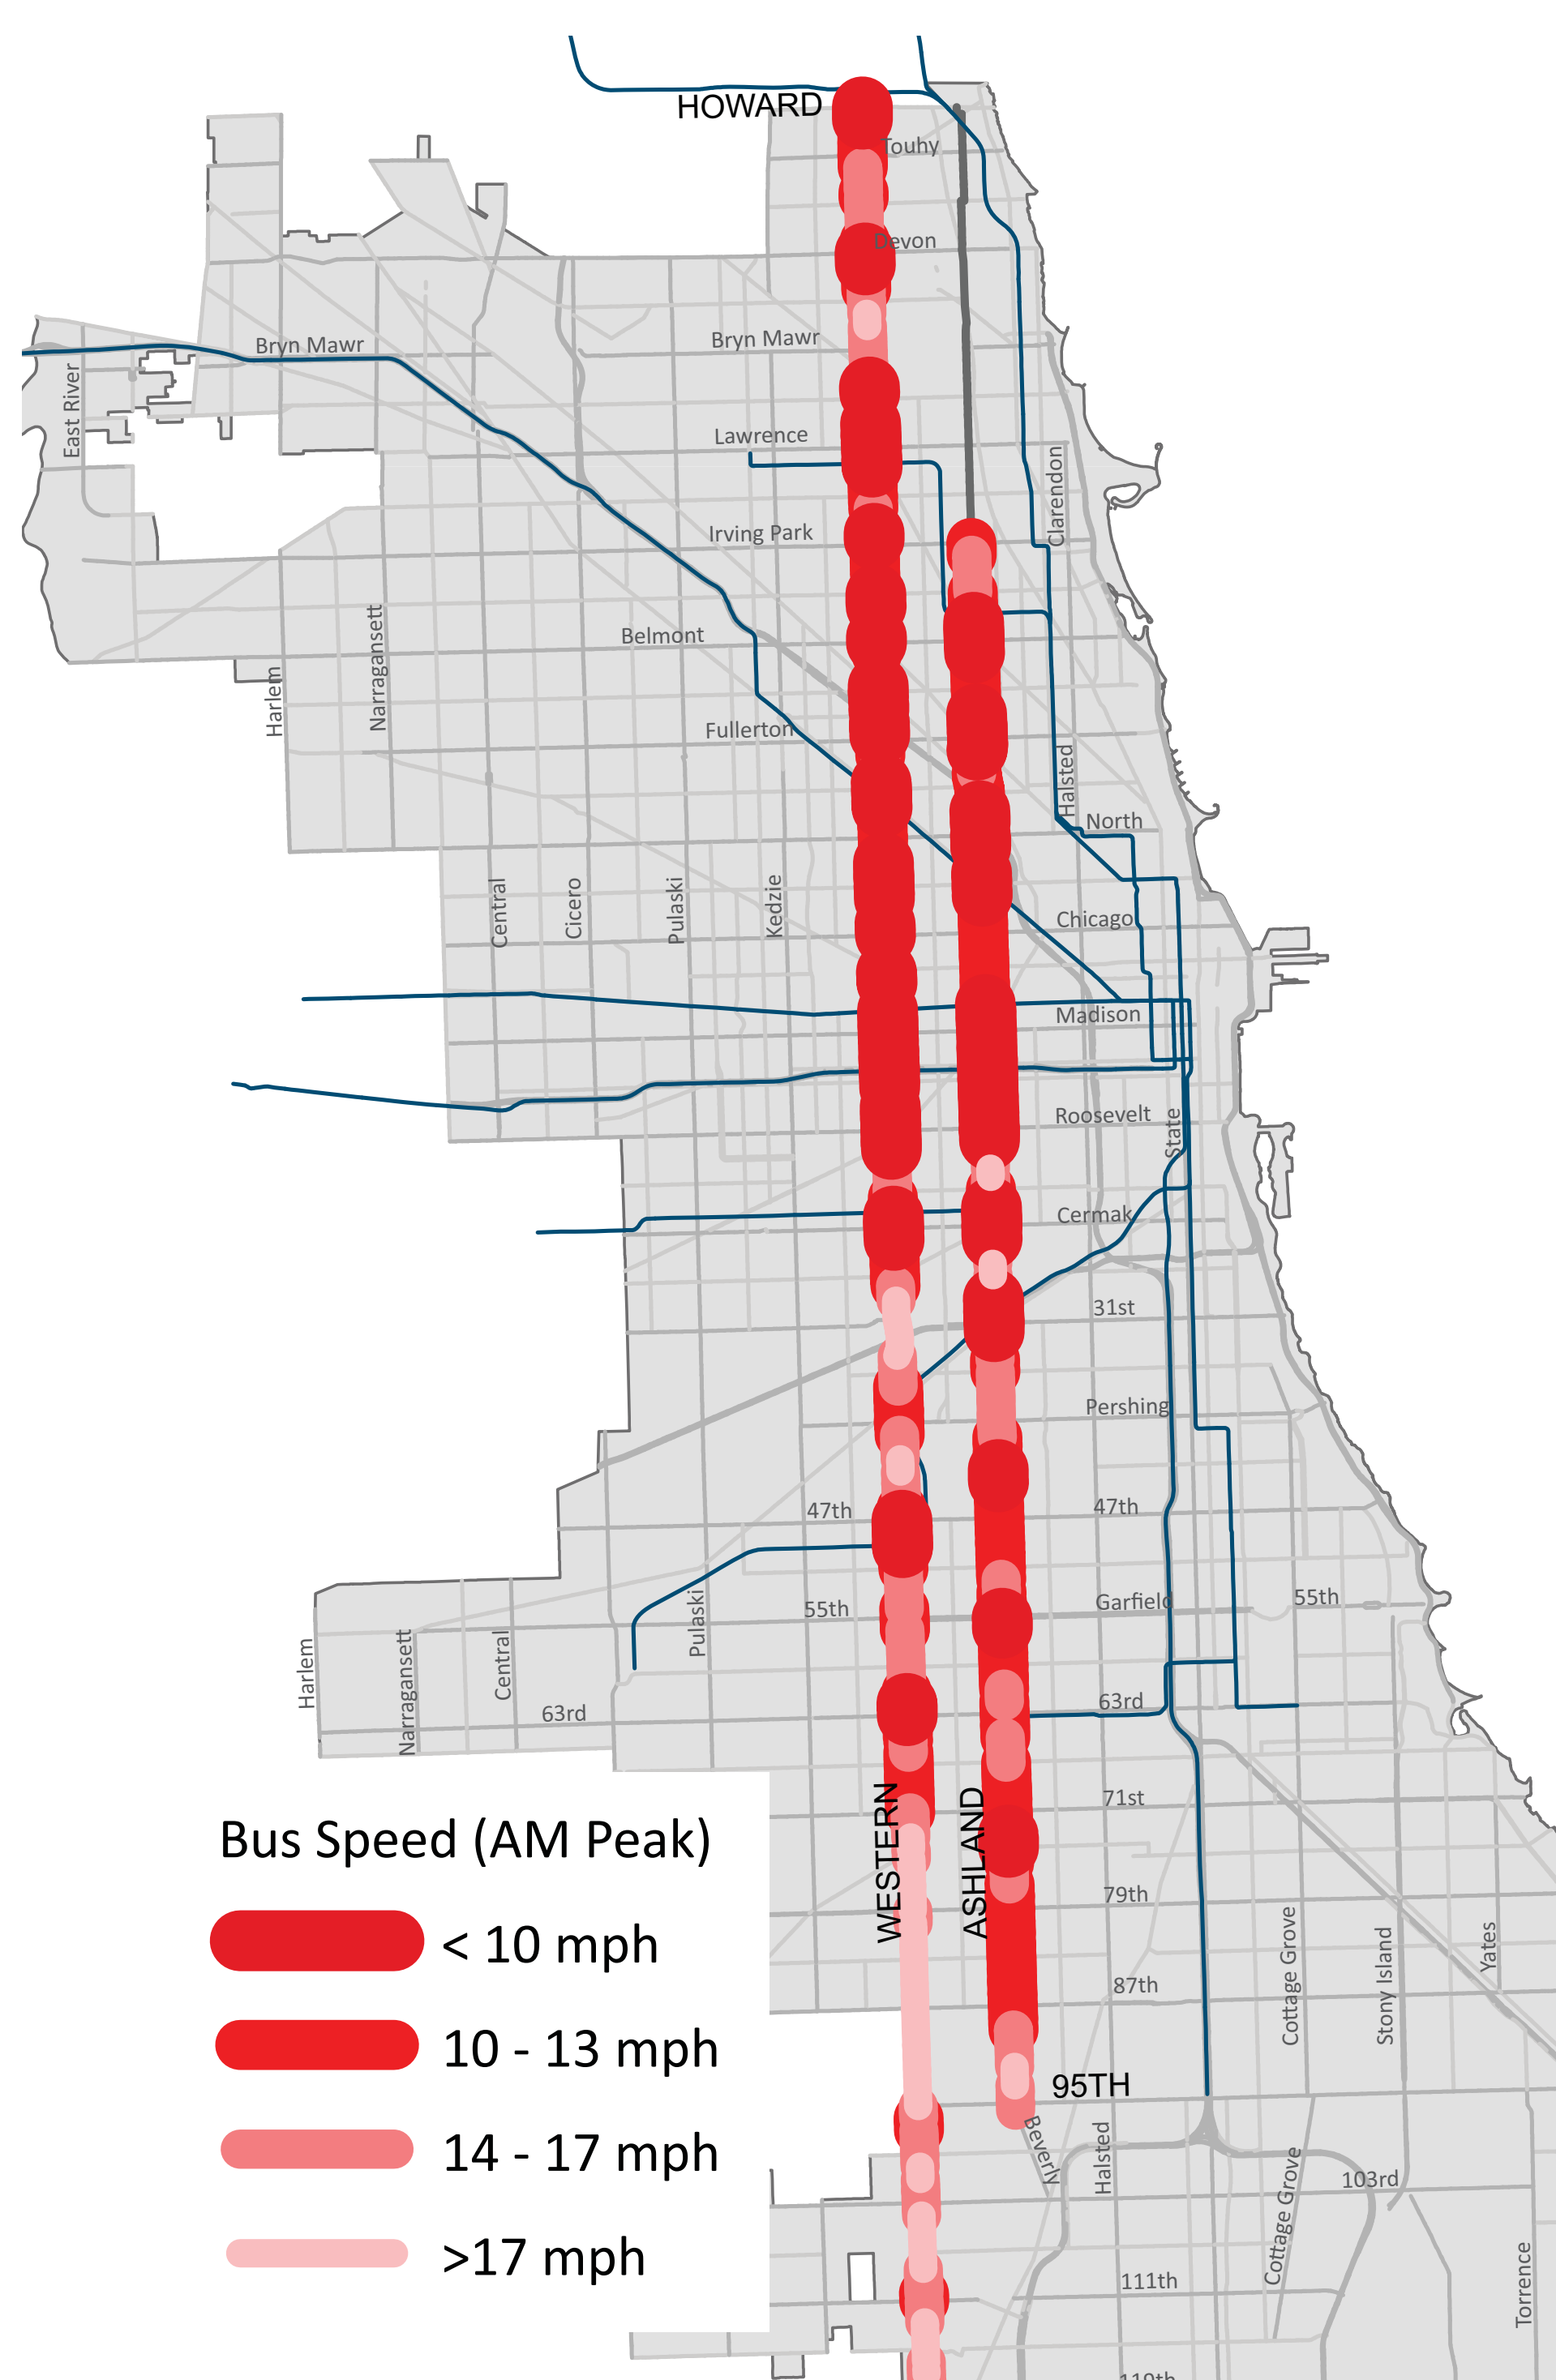 HOWARD
Touhy
Devon
Bryn Mawr
Bryn Mawr
East River
Lawrence
Clarendon
Irving Park
Narragansett
Belmont
Harlem
Fullerton
Halsted
North
Central
Cicero
Pulaski
Kedzie
Chicago
Madison
Roosevelt
State
Cermak
31st
Pershing
47th
47th
Pulaski
55th
Garfield
55th
Harlem
Narragansett
Central
63rd
63rd
WESTERN
ASHLAND
71st
79th
Cottage Grove
Stony Island
Yates
87th
95TH
Beverly
Halsted
Cottage Grove
103rd
111th
Torrence
119th
Bus Speed (AM Peak)
< 10 mph
10 - 13 mph
14 - 17 mph
>17 mph